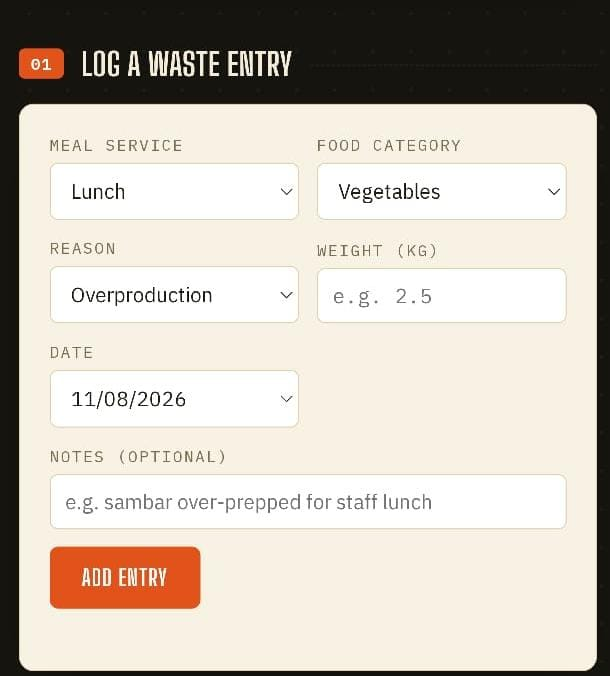 01 LOG A WASTE ENTRY
MEAL SERVICE FOOD CATEGORY
Lunch Vegetables
REASON WEIGHT (KG)
Overproduction e.g. 2.5
DATE
11/08/2026
NOTES (OPTIONAL)
e.g. sambar over-prepped for staff lunch
ADD ENTRY